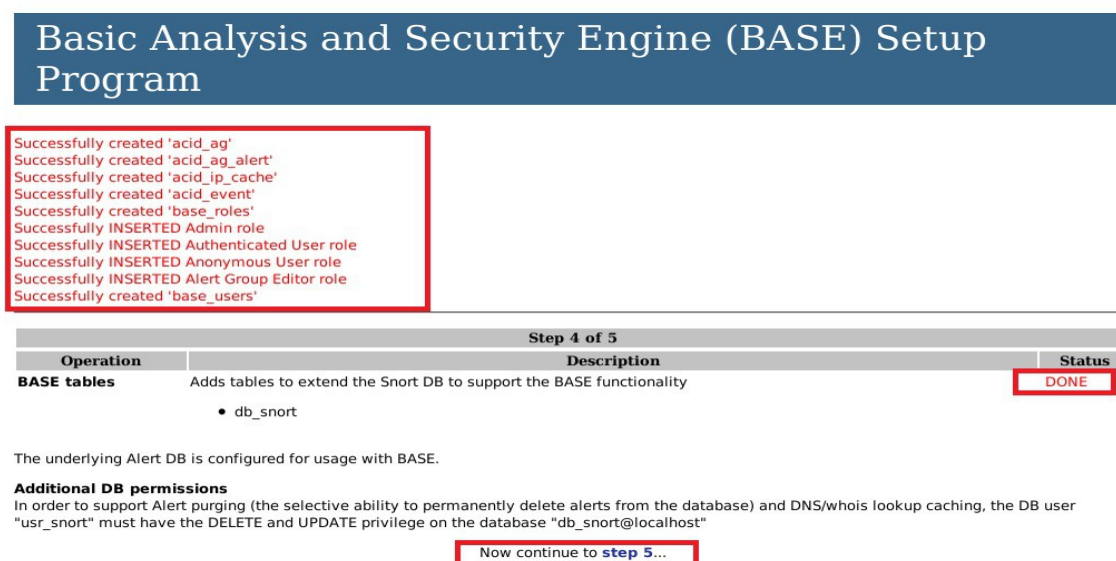 Basic Analysis and Security Engine (BASE) Setup
Program
Successfully created 'acid_ag'
Successfully created 'acid_ag_alert'
Successfully created 'acid_ip_cache'
Successfully created 'acid_event'
Successfully created 'base_roles'
Successfully INSERTED Admin role
Successfully INSERTED Authenticated User role
Successfully INSERTED Anonymous User role
Successfully INSERTED Alert Group Editor role
Successfully created 'base_users'
Step 4 of 5
Operation Description Status
BASE tables Adds tables to extend the Snort DB to support the BASE functionality DONE
• db_snort
The underlying Alert DB is configured for usage with BASE.
Additional DB permissions
In order to support Alert purging (the selective ability to permanently delete alerts from the database) and DNS/whois lookup caching, the DB user
"usr_snort" must have the DELETE and UPDATE privilege on the database "db_snort@localhost"
Now continue to step 5...